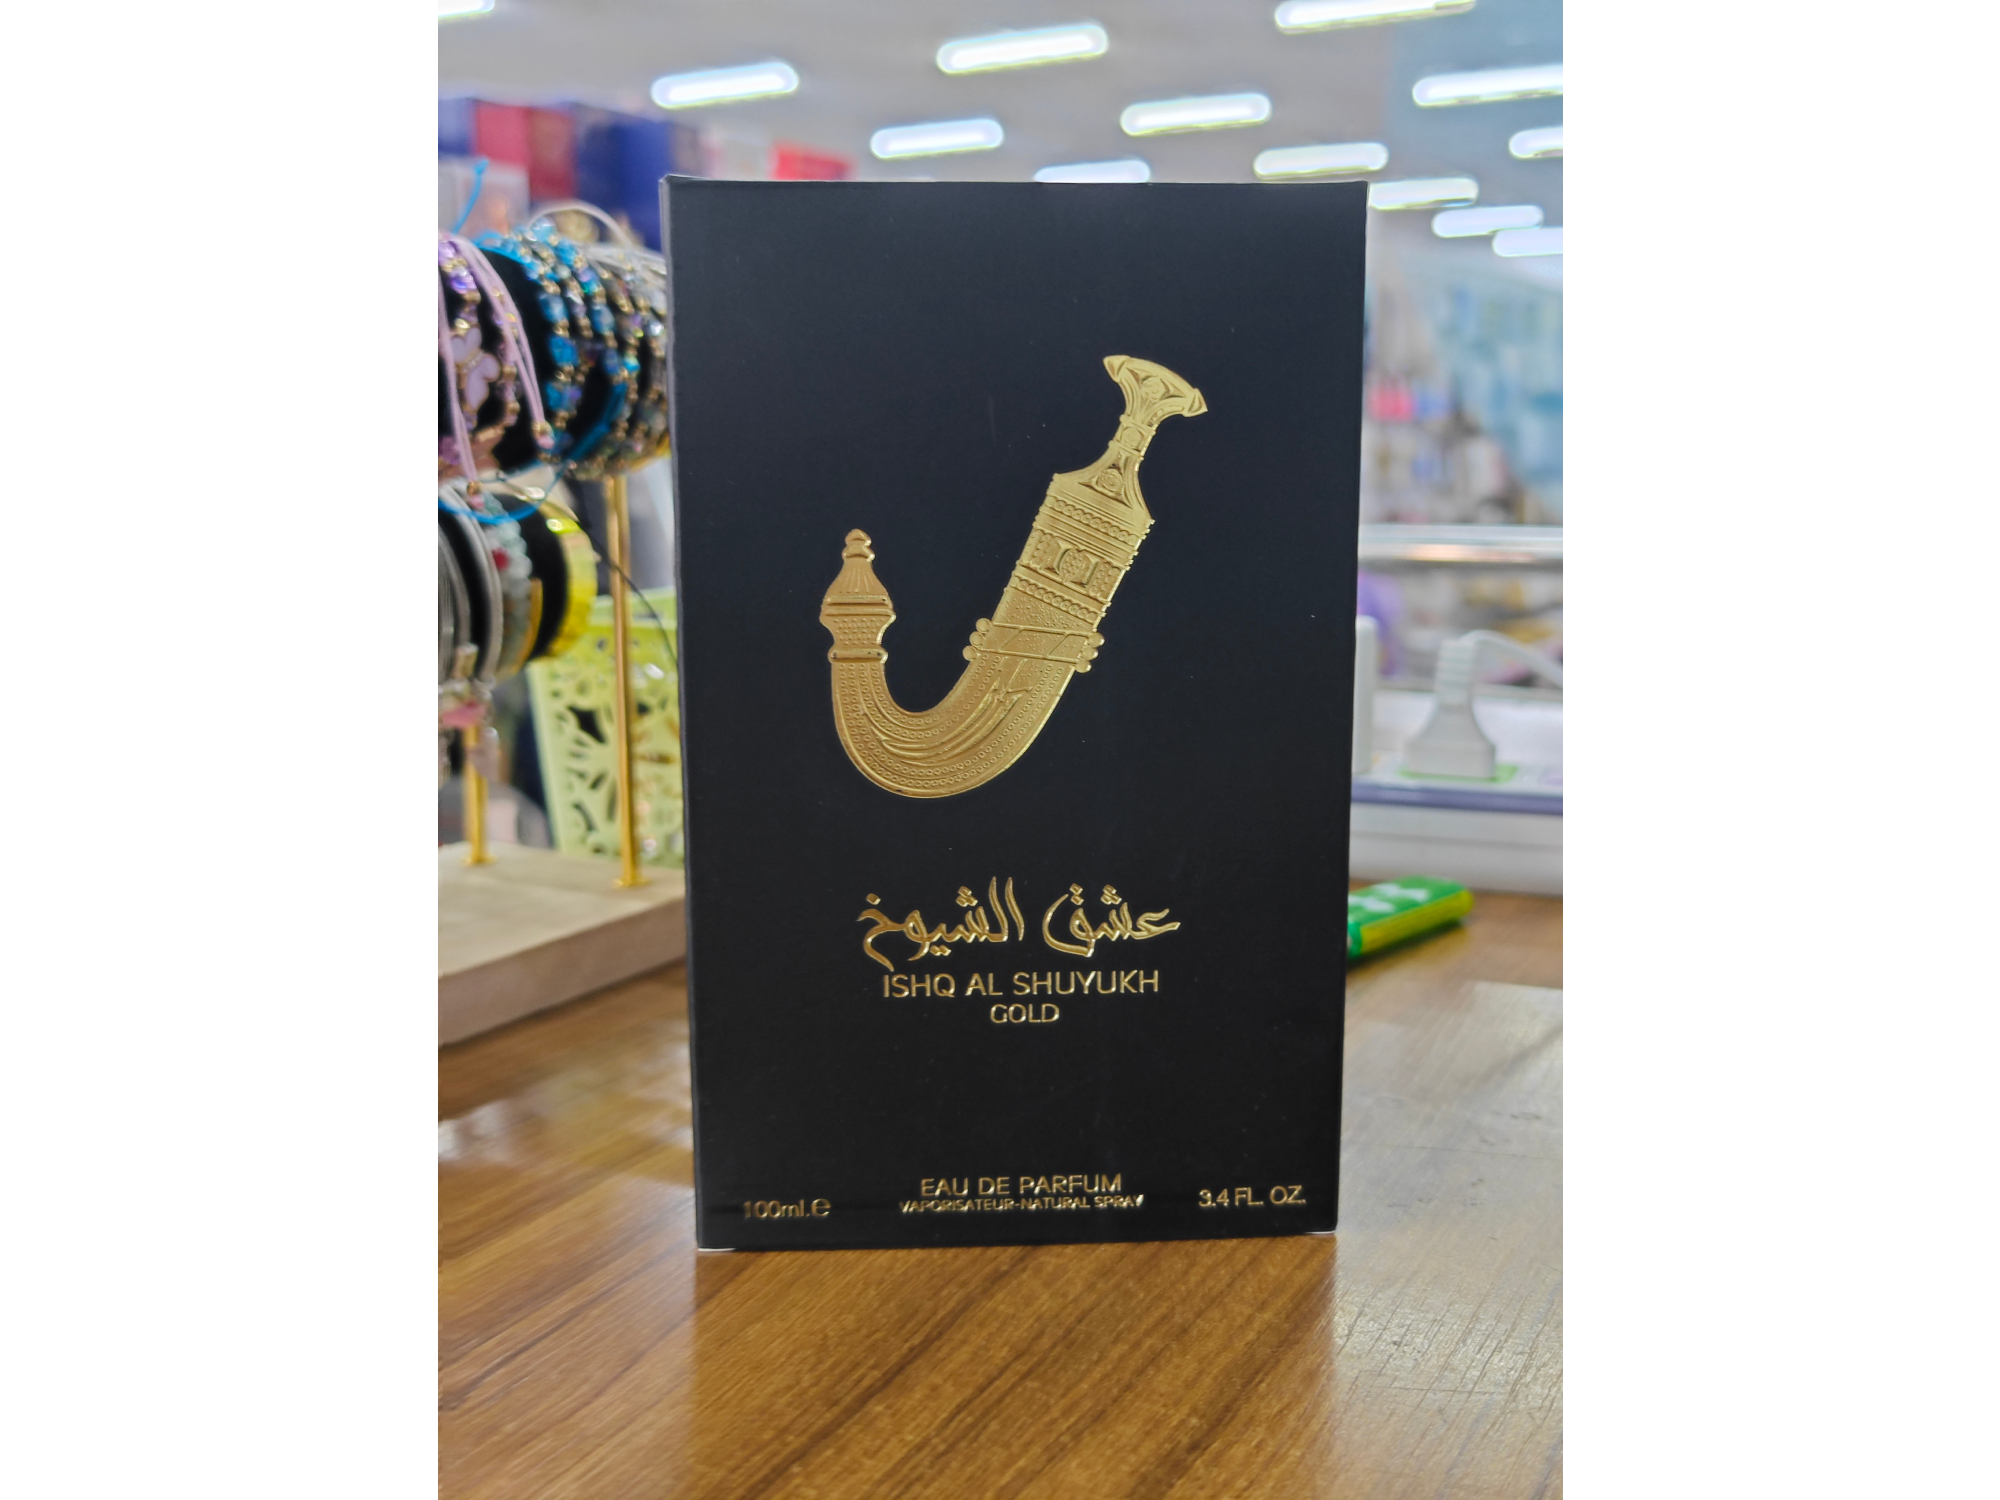 عشق الشيوخ
ISHQ AL SHUYUKH
GOLD
EAU DE PARFUM
VAPORISATEUR-NATURAL SPRAY
100ml.e
3.4 FL. OZ.